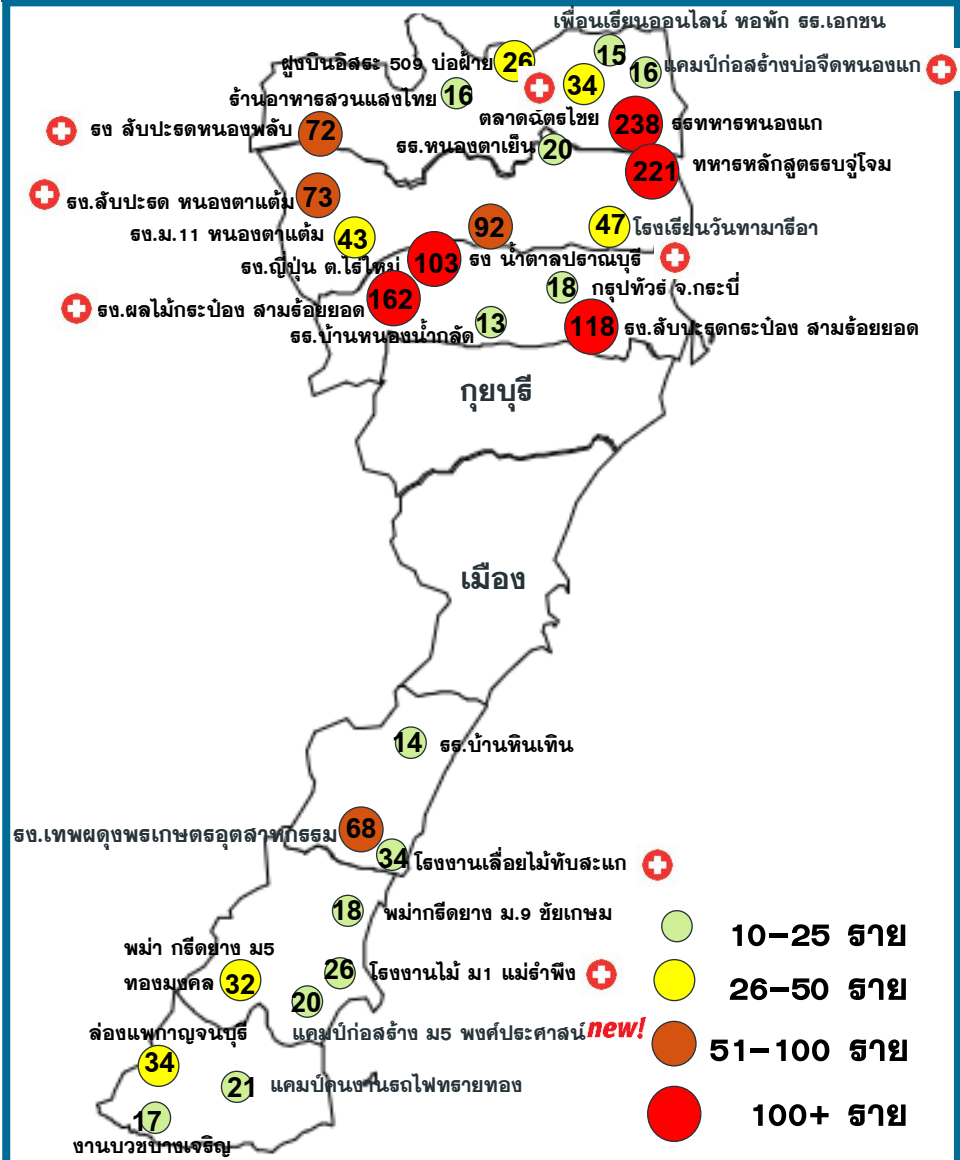 เพื่อนเรียนออนไลน์ หอพัก รร.เอกชน
15
ฝูงบินอิสระ 509 บ่อฝ้าย
26
16
แคมป์ก่อสร้างบ่อจืดหนองแก
34
16
ร้านอาหารสวนแสงไทย
ตลาดฉัตรไชย
238
รร​ทหารหนองแก
รง สับปะรดหนองพลับ
72
รร.หนองตาเย็น
20
221
ทหารหลักสูตรรบจู่โจม
รง.สับปะรด หนองตาแต้ม
73
รง.ม.11 หนองตาแต้ม
43
92
47
โรงเรียนวันทามารีอา
รง.ญี่ปุ่น ต.ไร่ใหม่
103
รง น้ำตาลปราณบุรี
18
กรุปทัวร์ จ.กระบี่
รง.ผลไม้กระป๋อง สามร้อยยอด
162
รร.บ้านหนองน้ำกลัด
13
118
รง.สับปะรดกระป๋อง สามร้อยยอด
กุยบุรี
เมือง
14
รร.บ้านหินเทิน
รง.เทพผดุงพรเกษตรอุตสาหกรรม
68
34
โรงงานเลื่อยไม้ทับสะแก
18
พม่ากรีดยาง ม.9 ชัยเกษม
10-25 ราย
พม่า กรีดยาง ม5
ทองมงคล
32
26
โรงงานไม้ ม1 แม่รำพึง
26-50 ราย
20
แคมป์ก่อสร้าง ม5 พงศ์ประศาสน์ new!
ล่องแพกาญจนบุรี
34
51-100 ราย
21
แคมป์คนงานรถไฟทรายทอง
17
งานบวชบางเจริญ
100+ ราย